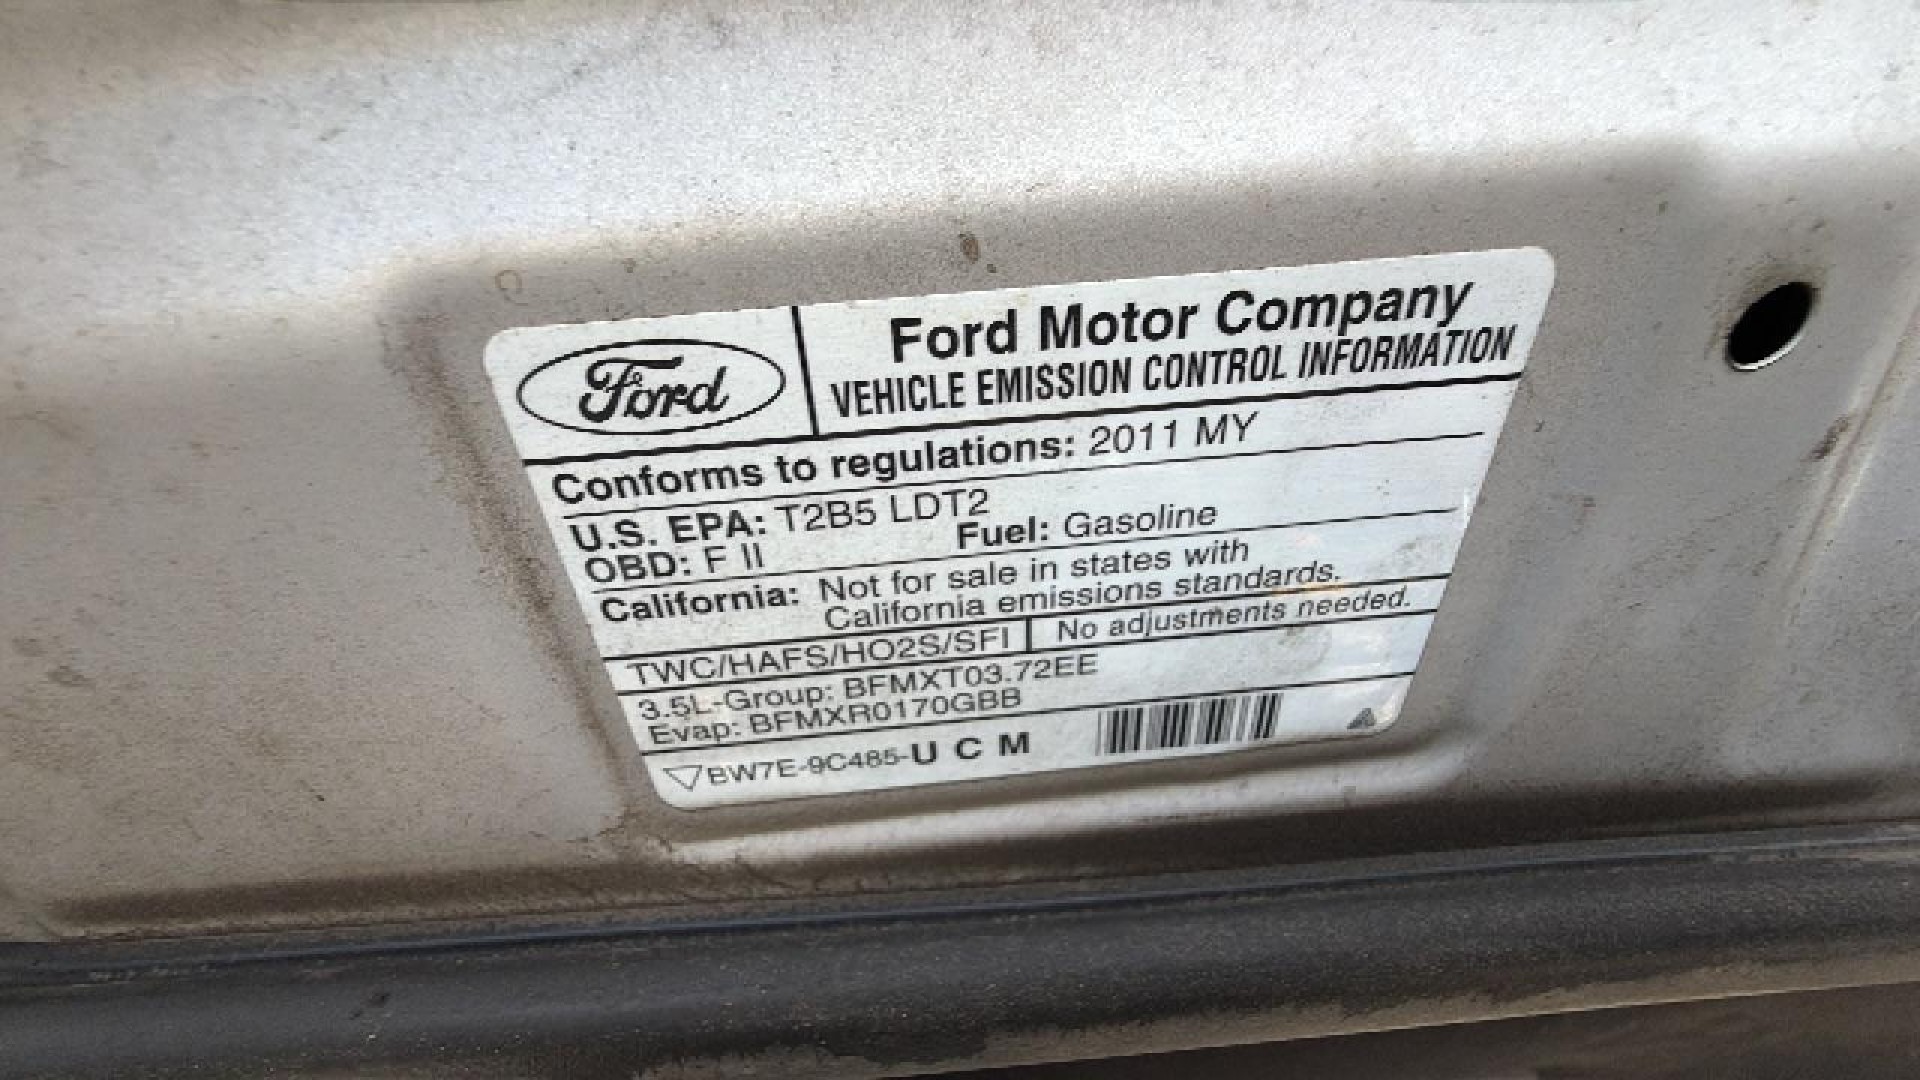 Ford
Ford Motor Company
VEHICLE EMISSION CONTROL INFORMATION
Conforms to regulations: 2011 MY
U.S. EPA: T2B5 LDT2
OBD: F II Fuel: Gasoline
California: Not for sale in states with
California emissions standards.
TWC/HAFS/HO2S/SFI No adjustments needed.
3.5L-Group: BFMXT03.72EE
Evap: BFMXR0170GBB
BW7E-9C485-U C M